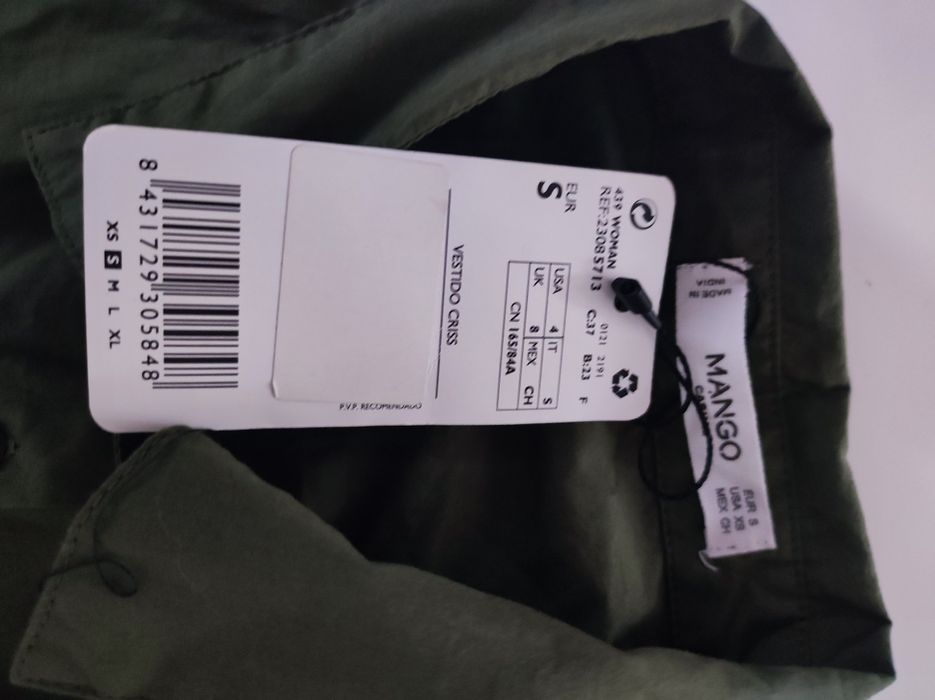 439 WOMAN
REF:23085713
0121 2191
C:37 B:23 F
EUR
S
USA 4 IT S
UK 8 MEX CH
CN 165/84A
VESTIDO CRISS
P.V.P. RECOMENDADO
8 431729 305848
XS S M L XL
MADE IN
INDIA
MANGO
EUR S
USA XS
MEX CH